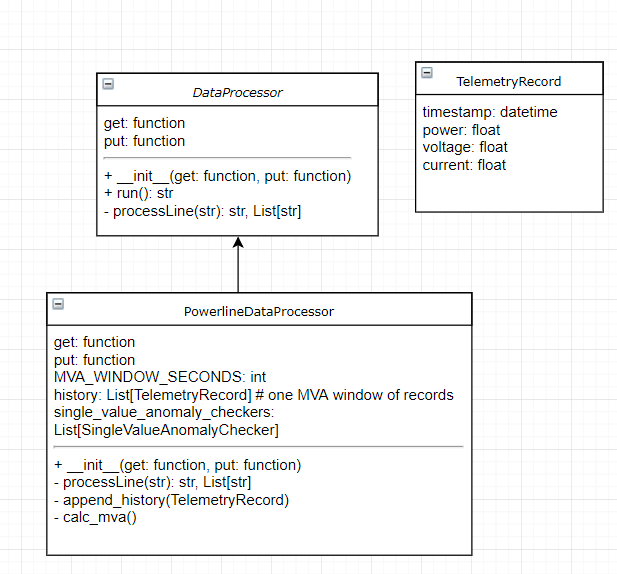 DataProcessor
get: function
put: function
+ __init__(get: function, put: function)
+ run(): str
- processLine(str): str, List[str]
TelemetryRecord
timestamp: datetime
power: float
voltage: float
current: float
PowerlineDataProcessor
get: function
put: function
MVA_WINDOW_SECONDS: int
history: List[TelemetryRecord] # one MVA window of records
single_value_anomaly_checkers:
List[SingleValueAnomalyChecker]
+ __init__(get: function, put: function)
- processLine(str): str, List[str]
- append_history(TelemetryRecord)
- calc_mva()